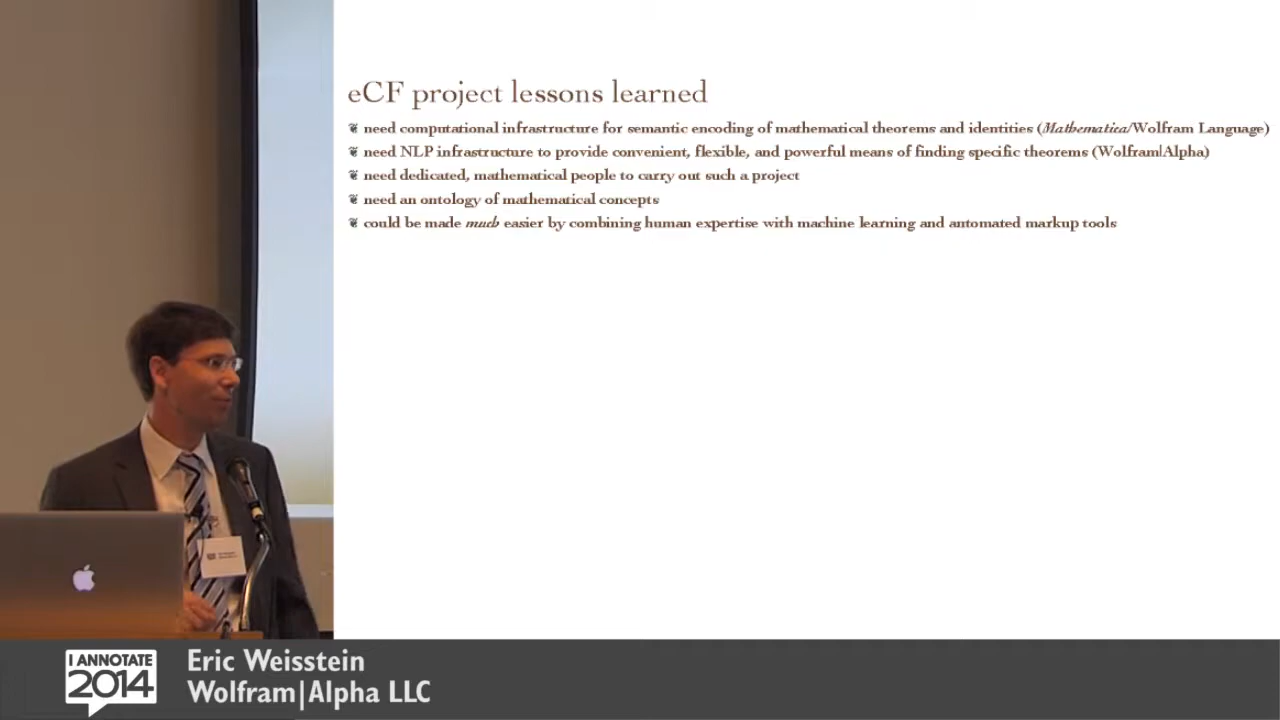 eCF project lessons learned
❦ need computational infrastructure for semantic encoding of mathematical theorems and identities (Mathematica/Wolfram Language)
❦ need NLP infrastructure to provide convenient, flexible, and powerful means of finding specific theorems (Wolfram|Alpha)
❦ need dedicated, mathematical people to carry out such a project
❦ need an ontology of mathematical concepts
❦ could be made much easier by combining human expertise with machine learning and automated markup tools
I ANNOTATE
2014
Eric Weisstein
Wolfram|Alpha LLC